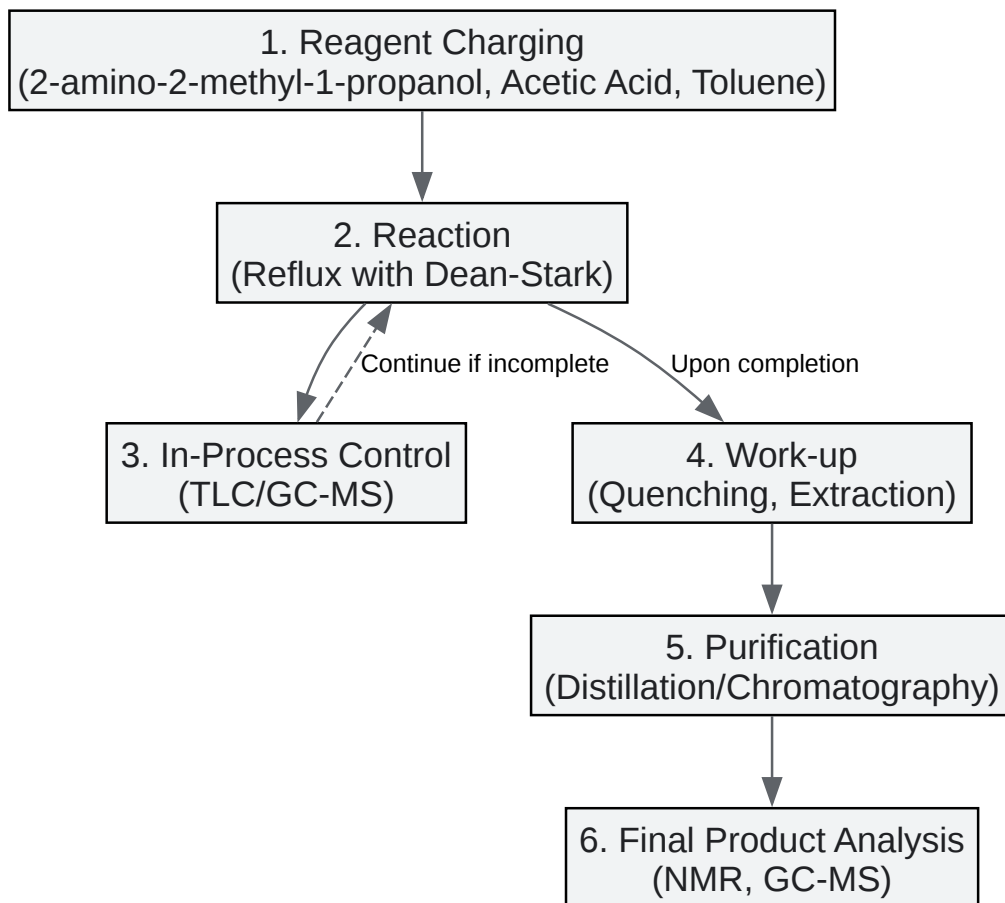 1. Reagent Charging
(2-amino-2-methyl-1-propanol, Acetic Acid, Toluene)
2. Reaction
(Reflux with Dean-Stark)
Continue if incomplete
Upon completion
3. In-Process Control
(TLC/GC-MS)
4. Work-up
(Quenching, Extraction)
5. Purification
(Distillation/Chromatography)
6. Final Product Analysis
(NMR, GC-MS)